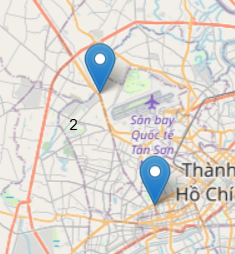 2
Sân bay
Quốc tế
Tân Sơn
Thành
Hồ Chí